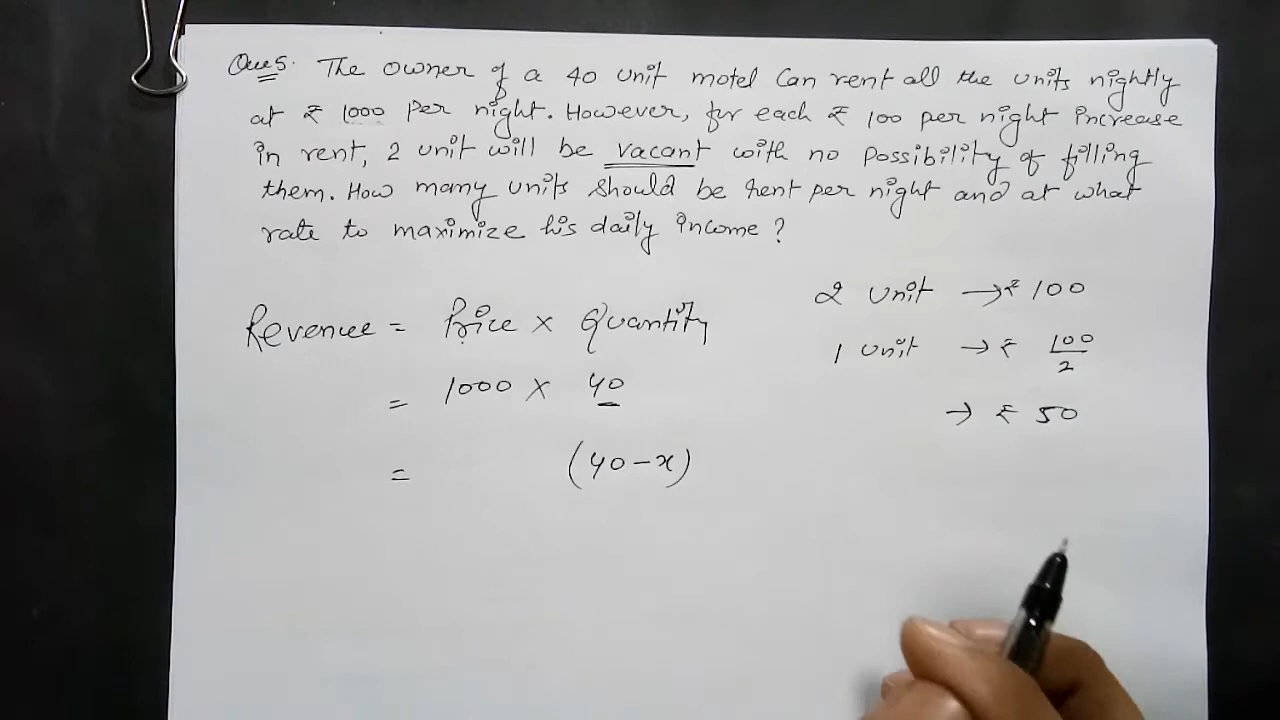 Ques. The owner of a 40 unit motel can rent all the units nightly
at ₹ 1000 per night. However, for each ₹ 100 per night increase
in rent, 2 unit will be vacant with no possibility of filling
them. How many units should be rent per night and at what
rate to maximize his daily income?
Revenue = Price × Quantity
= 1000 × 40
= (40-x)
2 unit → ₹ 100
1 unit → ₹ 100/2
→ ₹ 50